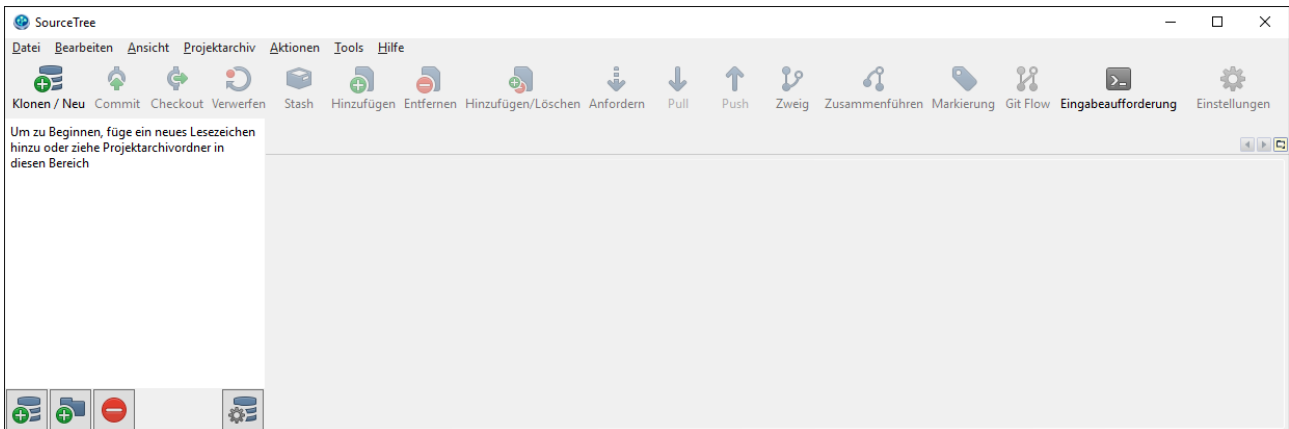 SourceTree
Datei Bearbeiten Ansicht Projektarchiv Aktionen Tools Hilfe
Klonen / Neu Commit Checkout Verwerfen Stash Hinzufügen Entfernen Hinzufügen/Löschen Anfordern Pull Push Zweig Zusammenführen Markierung Git Flow Eingabeaufforderung Einstellungen
Um zu Beginnen, füge ein neues Lesezeichen
hinzu oder ziehe Projektarchivordner in
diesen Bereich